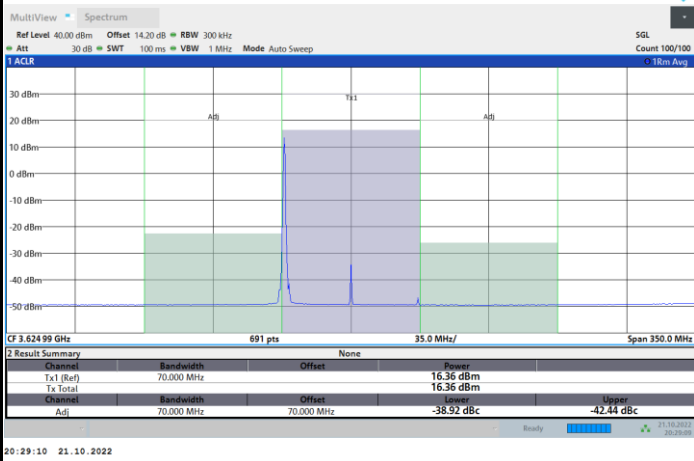 MultiView Spectrum
Ref Level 40.00 dBm Offset 14.20 dB RBW 300 kHz SGL
Att 30 dB SWT 100 ms VBW 1 MHz Mode Auto Sweep Count 100/100
1 ACLR 1Rm Avg
30 dBm
Tx1
20 dBm
Adj Adj
10 dBm
0 dBm
-10 dBm
-20 dBm
-30 dBm
-40 dBm
-50 dBm
CF 3.624 99 GHz 691 pts 35.0 MHz/ Span 350.0 MHz
2 Result Summary None
Channel Bandwidth Offset Power
Tx1 (Ref) 70.000 MHz 16.36 dBm
Tx Total 16.36 dBm
Channel Bandwidth Offset Lower Upper
Adj 70.000 MHz 70.000 MHz -38.92 dBc -42.44 dBc
Ready 21.10.2022
20:29:09
20:29:10 21.10.2022